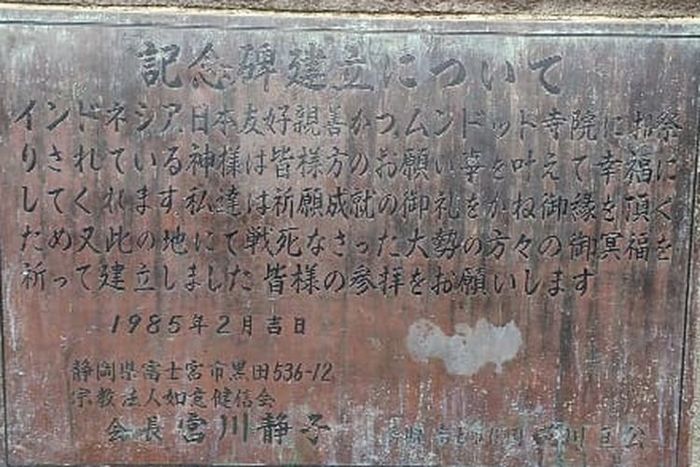 記念碑建立について
インドネシア日本友好親善かつムンドット寺院にお祭
りされている神様は皆様方のお願い事を叶えて幸福に
してくれます私達は祈願成就の御礼をかね御縁を頂く
ため又此の地にて戦死なさった大勢の方々の御冥福を
祈って建立しました皆様の参拝をお願いします
1985年2月吉日
静岡県富士宮市黒田536-12
宗教法人如意健信会
会長 宮川静子